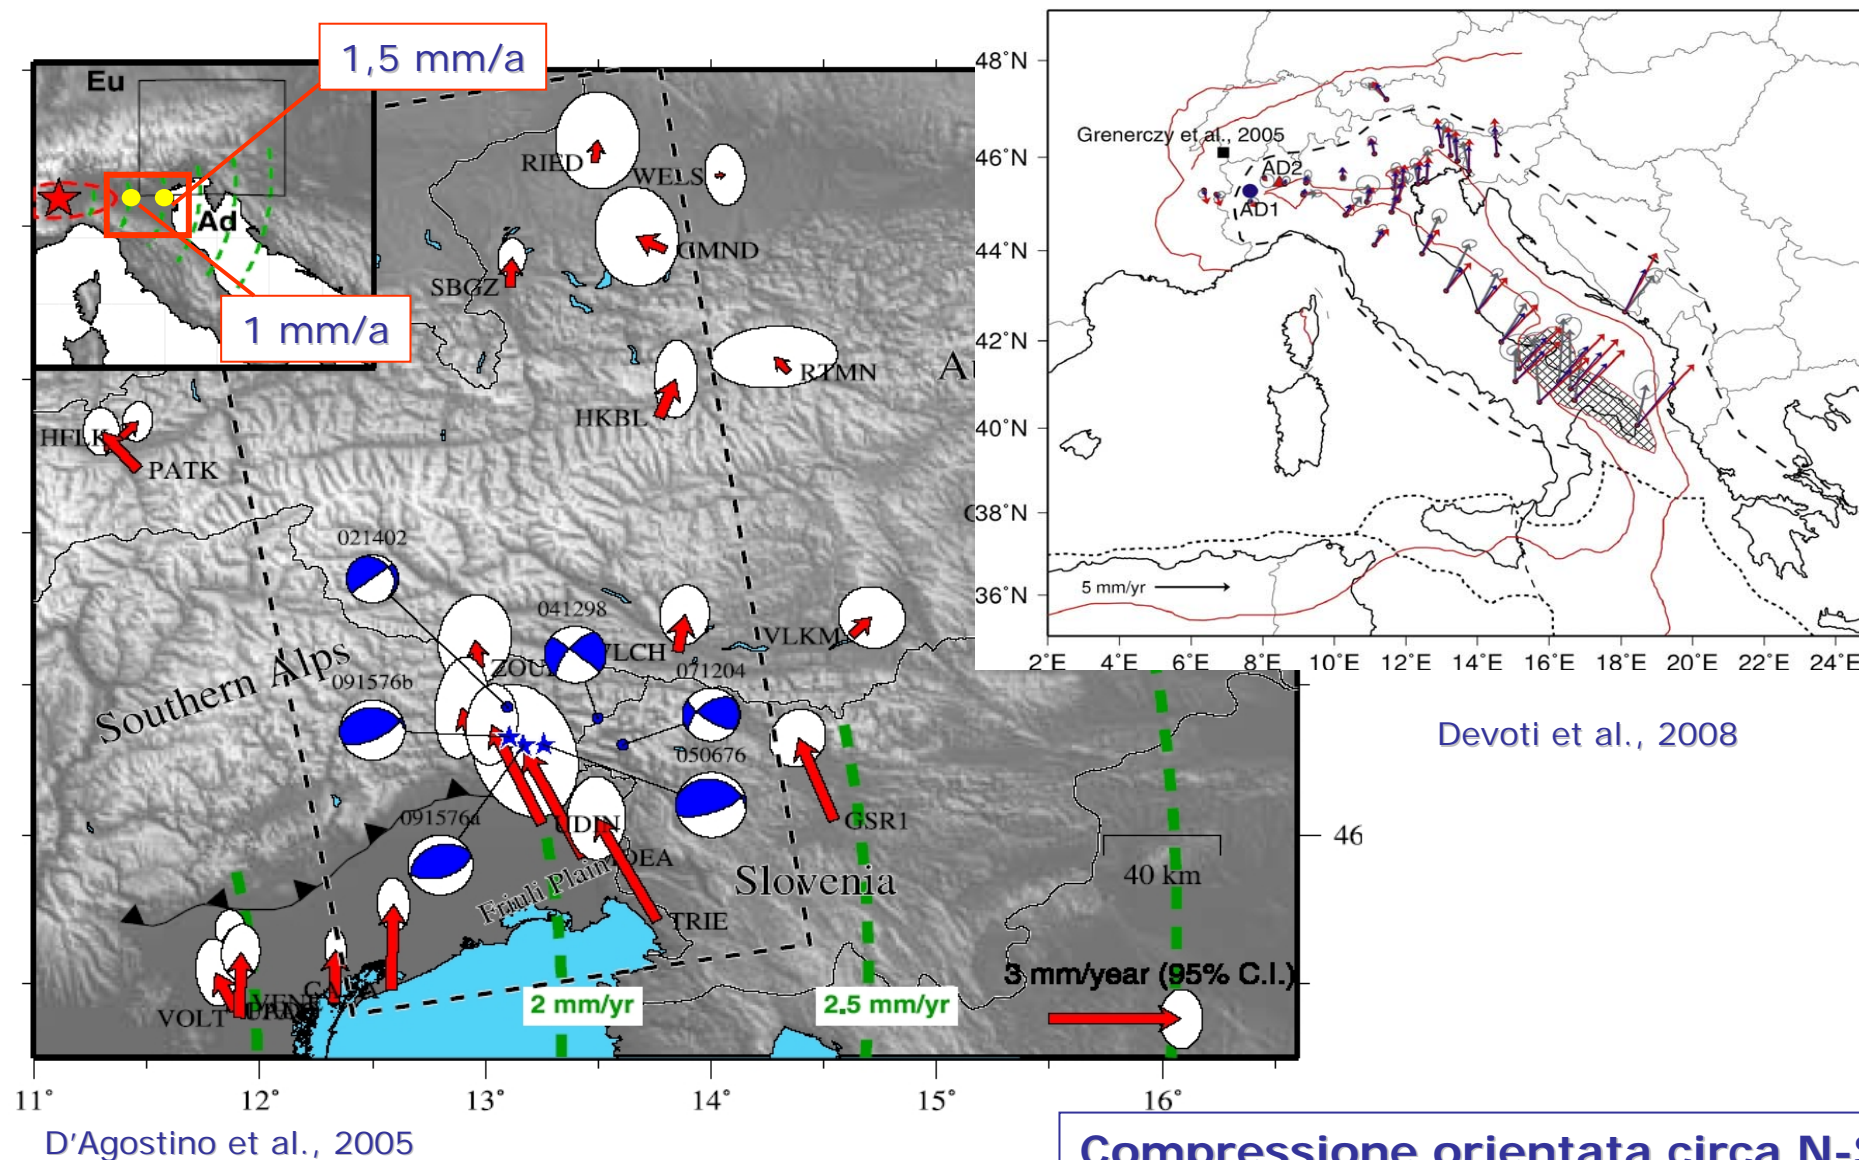 1,5 mm/a
Eu
Ad
1 mm/a
RIED
WELS
GMND
SBGZ
RTMN
HKBL
HFLK
PATK
021402
041298
VLKM
071204
091576b
Southern Alps
050676
091576a
UDIN
GSR1
Friuli Plain
Slovenia
40 km
TRIE
3 mm/year (95% C.I.)
VOLT
2 mm/yr
2.5 mm/yr
46
11°
12°
13°
14°
15°
16°
D'Agostino et al., 2005
48°N
46°N
44°N
42°N
40°N
38°N
36°N
Grenerczy et al., 2005
AD2
AD1
5 mm/yr
2°E
4°E
6°E
8°E
10°E
12°E
14°E
16°E
18°E
20°E
22°E
24°E
Devoti et al., 2008
Compressione orientata circa N-S